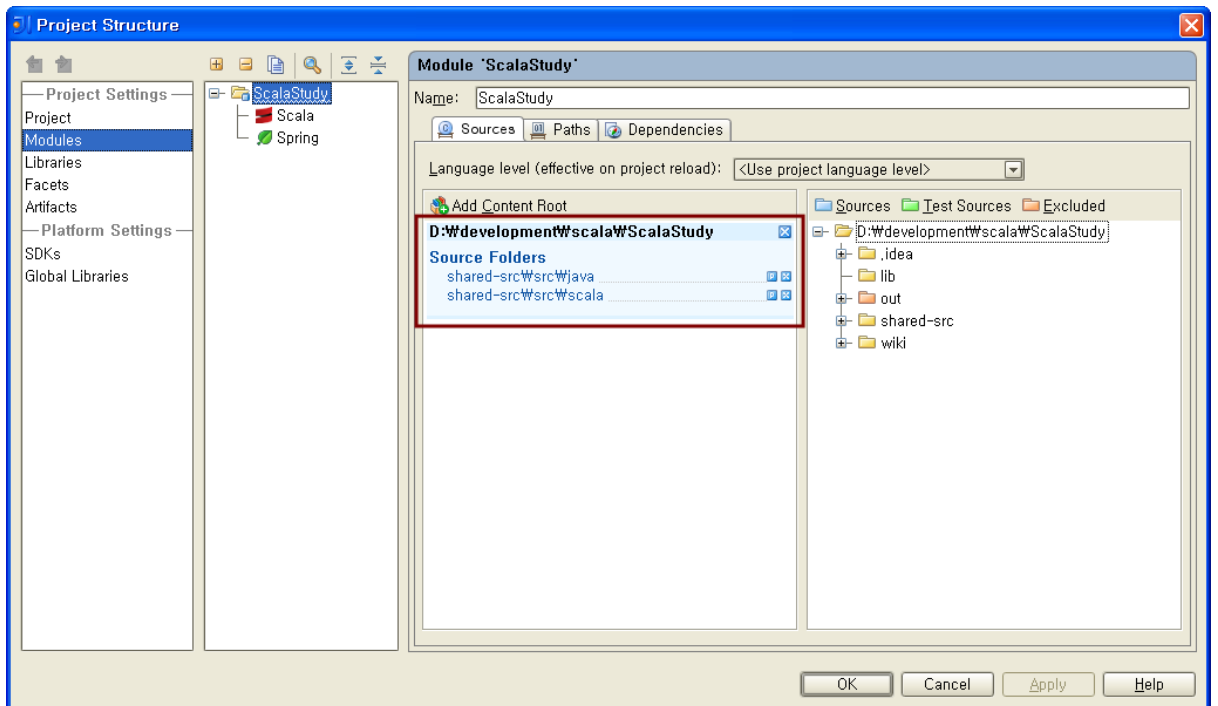 Project Structure
Project Settings
Project
Modules
Libraries
Facets
Artifacts
Platform Settings
SDKs
Global Libraries
ScalaStudy
Scala
Spring
Module 'ScalaStudy'
Name: ScalaStudy
Sources Paths Dependencies
Language level (effective on project reload): <Use project language level>
Add Content Root
D:₩development₩scala₩ScalaStudy
Source Folders
shared-src₩src₩java
shared-src₩src₩scala
Sources Test Sources Excluded
D:₩development₩scala₩ScalaStudy
.idea
lib
out
shared-src
wiki
OK Cancel Apply Help